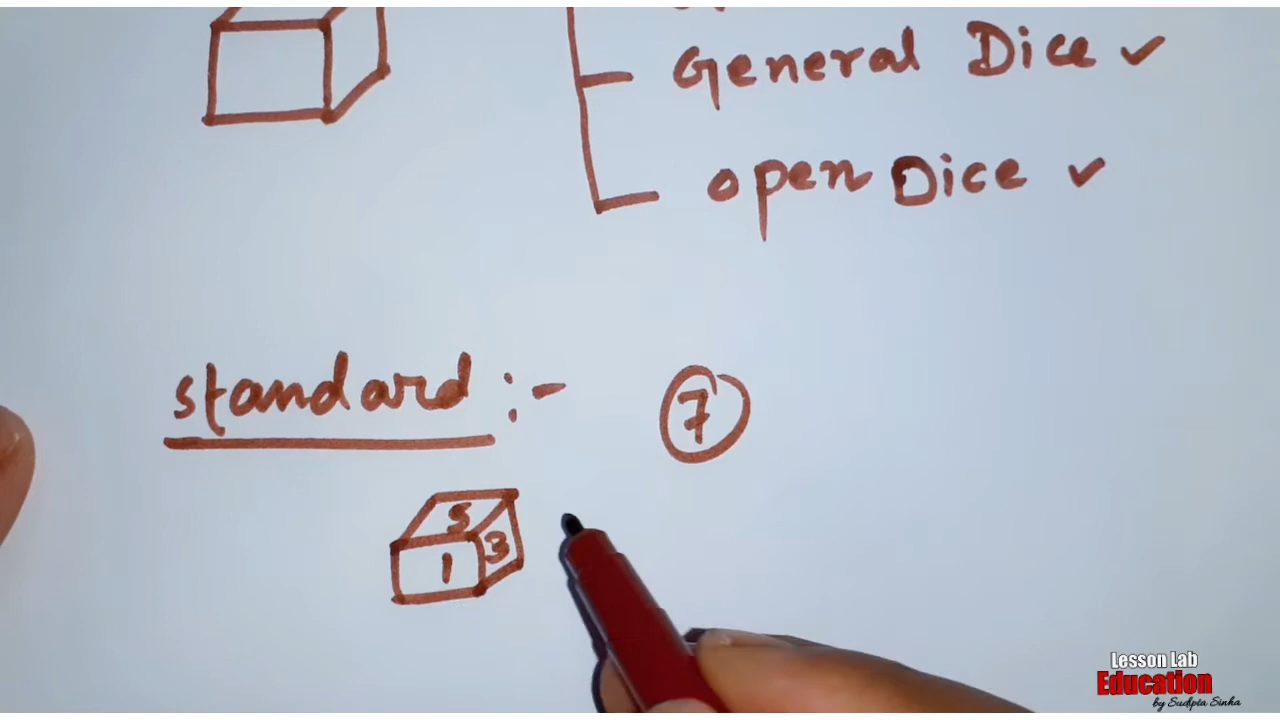 General Dice ✓
open Dice ✓
standard :- 7
5
1 3
Lesson Lab
Education
by Sudipta Sinha